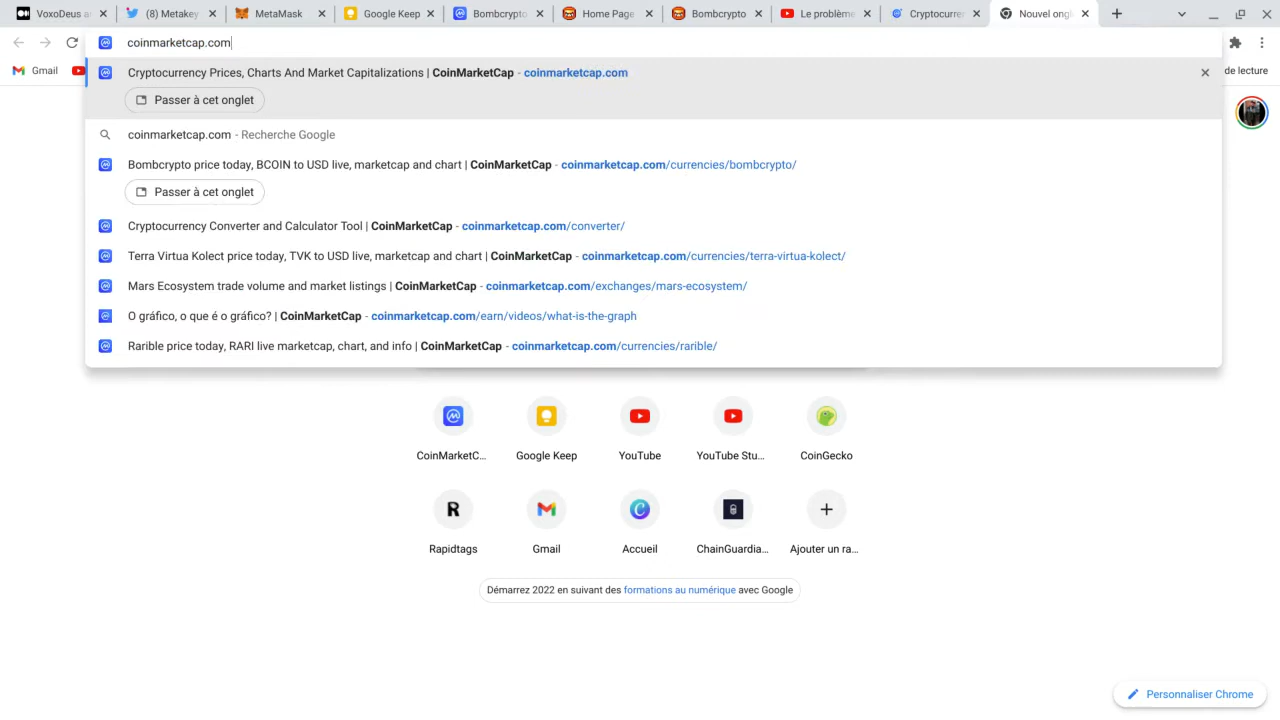 VoxoDeus an
(8) Metakey
MetaMask
Google Keep
Bombcrypto
Home Page
Bombcrypto
Le problème
Cryptocurren
Nouvel ongl
coinmarketcap.com
Gmail
de lecture
Cryptocurrency Prices, Charts And Market Capitalizations | CoinMarketCap - coinmarketcap.com
Passer à cet onglet
coinmarketcap.com - Recherche Google
Bombcrypto price today, BCOIN to USD live, marketcap and chart | CoinMarketCap - coinmarketcap.com/currencies/bombcrypto/
Passer à cet onglet
Cryptocurrency Converter and Calculator Tool | CoinMarketCap - coinmarketcap.com/converter/
Terra Virtua Kolect price today, TVK to USD live, marketcap and chart | CoinMarketCap - coinmarketcap.com/currencies/terra-virtua-kolect/
Mars Ecosystem trade volume and market listings | CoinMarketCap - coinmarketcap.com/exchanges/mars-ecosystem/
O gráfico, o que é o gráfico? | CoinMarketCap - coinmarketcap.com/earn/videos/what-is-the-graph
Rarible price today, RARI live marketcap, chart, and info | CoinMarketCap - coinmarketcap.com/currencies/rarible/
CoinMarketC...
Google Keep
YouTube
YouTube Stu...
CoinGecko
Rapidtags
Gmail
Accueil
ChainGuardia...
Ajouter un ra...
Démarrez 2022 en suivant des formations au numérique avec Google
Personnaliser Chrome